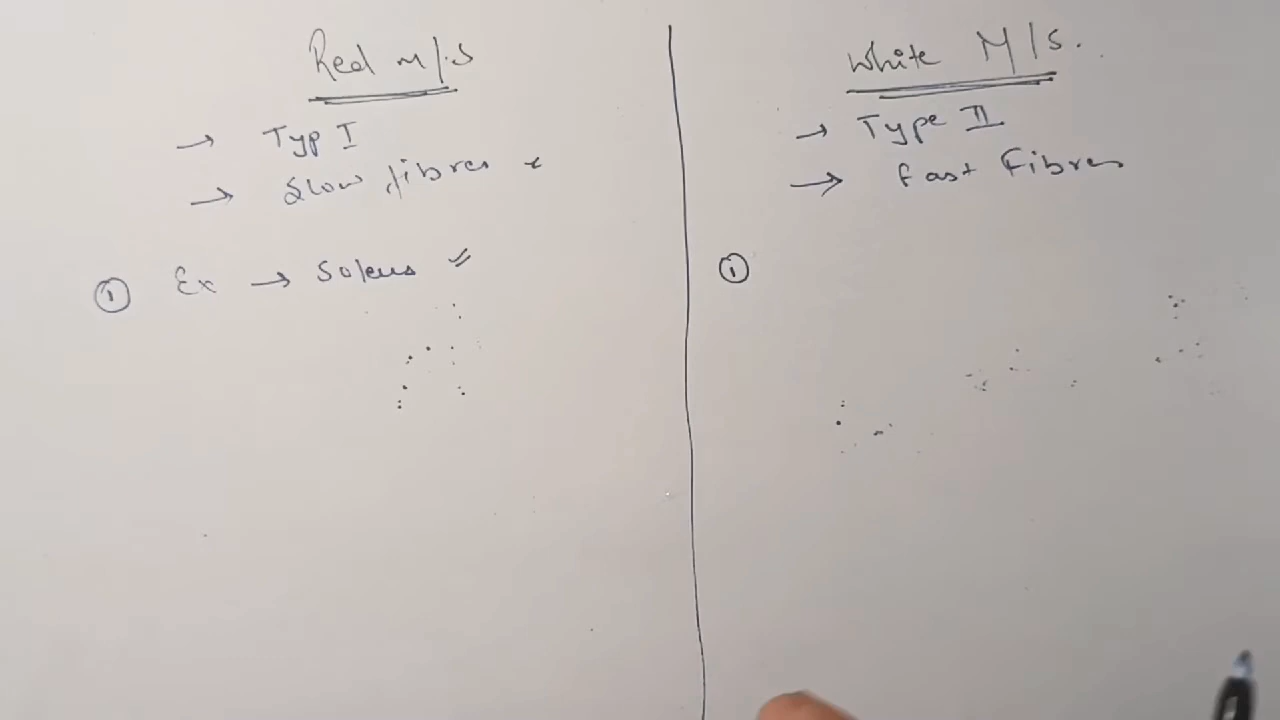 Red m/s
→ Typ I
→ Slow fibres
① Ex → Soleus
White M/S.
→ Type II
→ fast Fibres
①